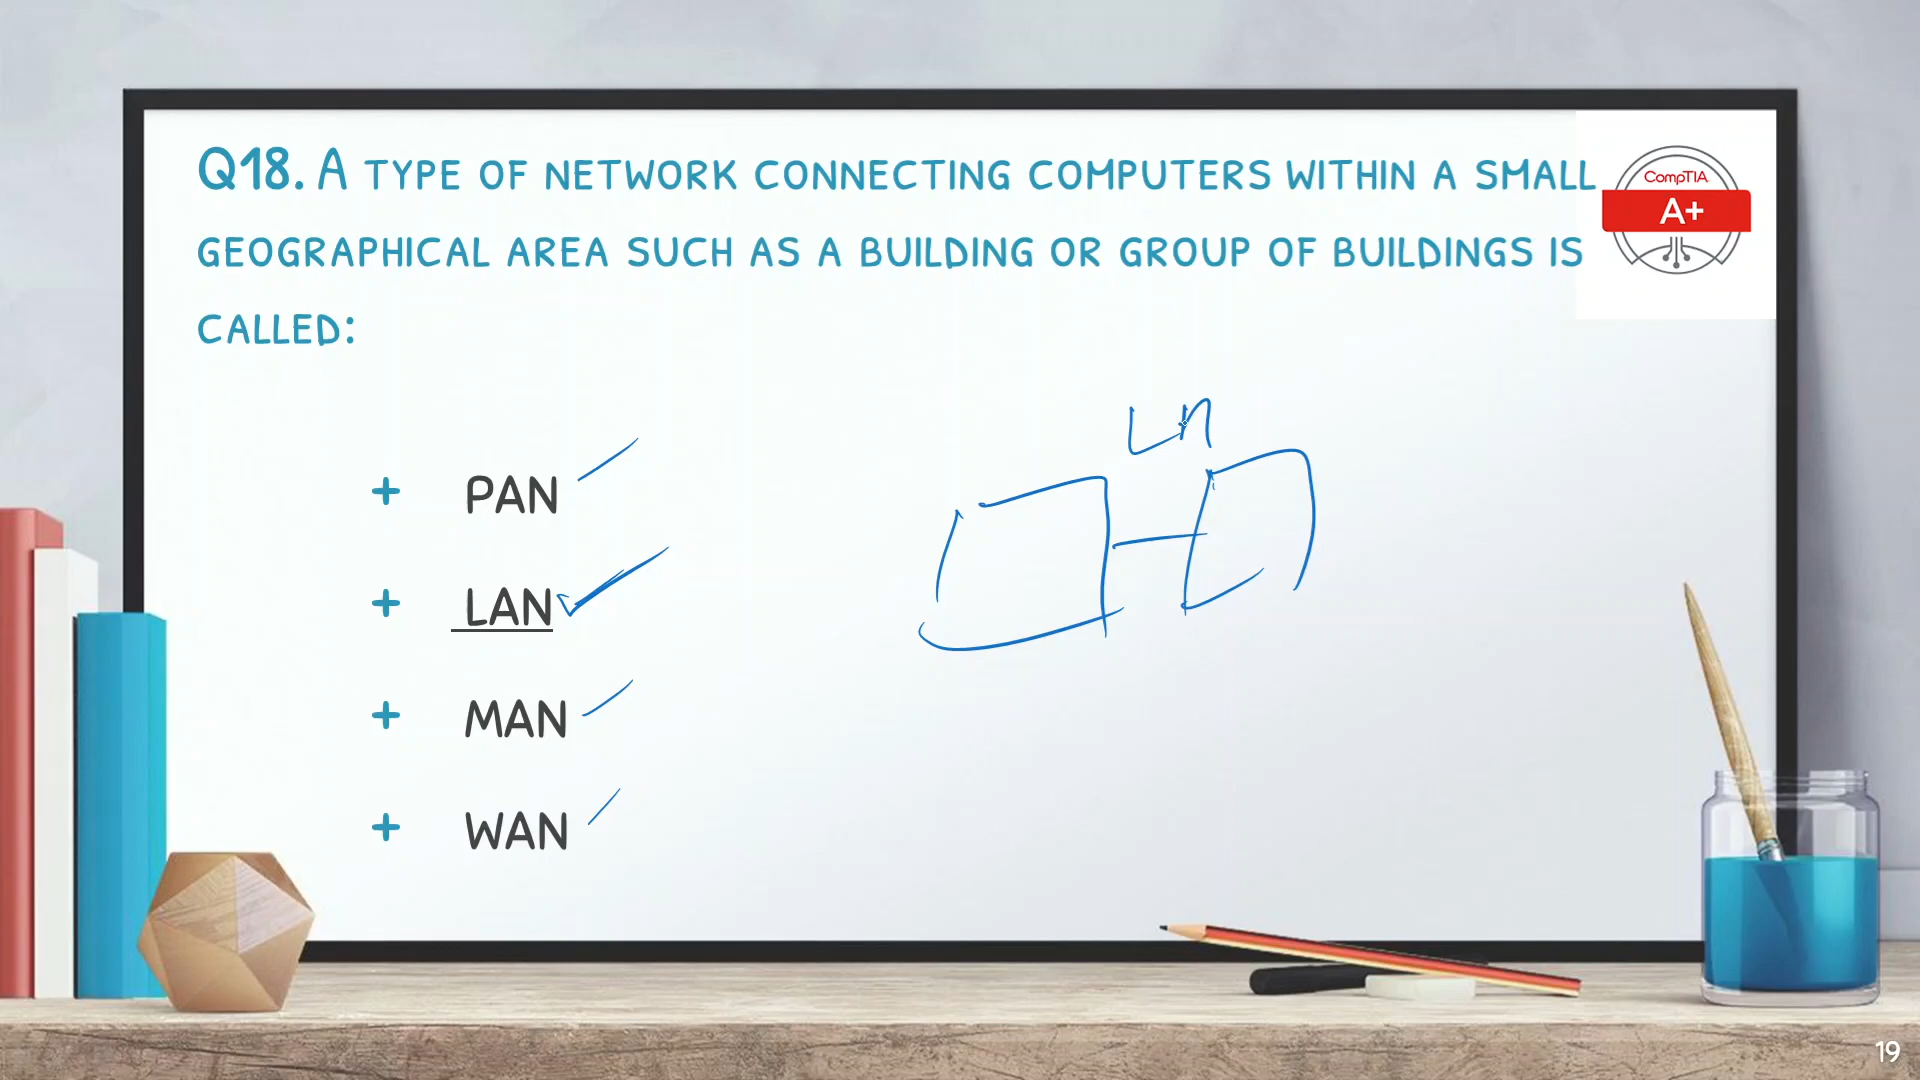 Q18. A TYPE OF NETWORK CONNECTING COMPUTERS WITHIN A SMALL
GEOGRAPHICAL AREA SUCH AS A BUILDING OR GROUP OF BUILDINGS IS
CALLED:
CompTIA
A+
+ PAN
+ LAN
+ MAN
+ WAN
Ln
19